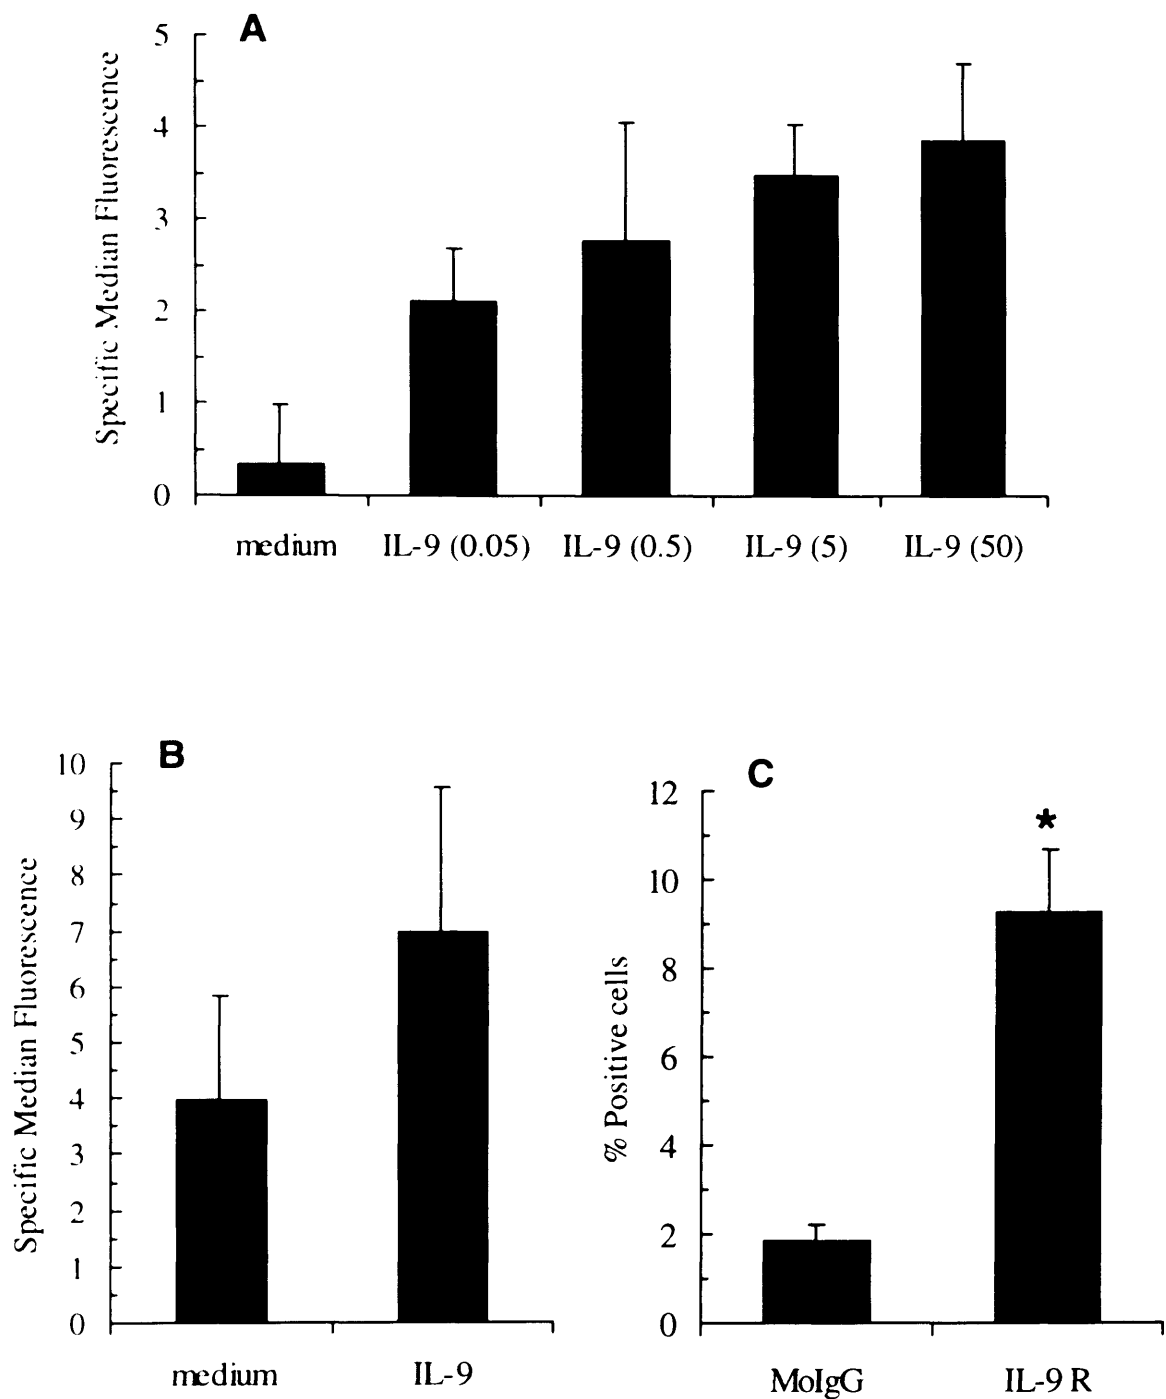 A
Specific Median Fluorescence
5
4
3
2
1
0
medium IL-9 (0.05) IL-9 (0.5) IL-9 (5) IL-9 (50)
B
Specific Median Fluorescence
10
9
8
7
6
5
4
3
2
1
0
medium IL-9
C
% Positive cells
12
10
8
6
4
2
0
*
MoIgG IL-9 R